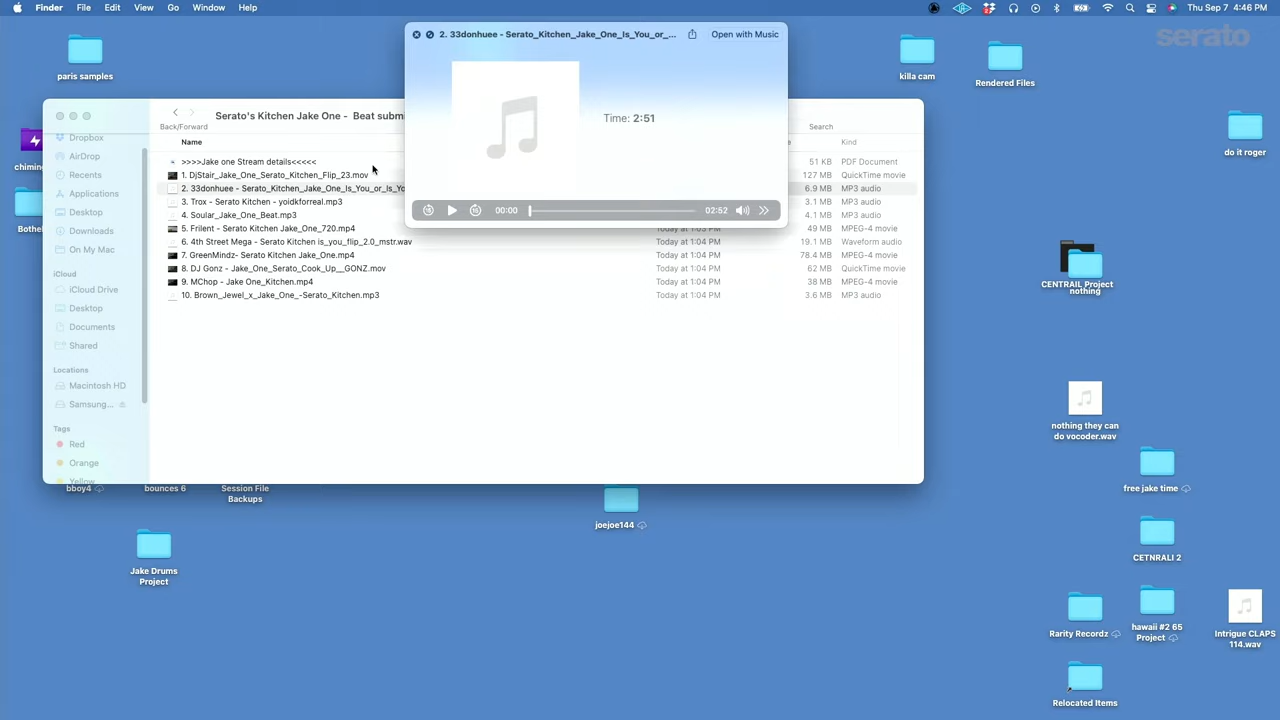 Finder File Edit View Go Window Help
Thu Sep 7 4:46 PM
serato
paris samples
killa cam
Rendered Files
do it roger
2. 33donhuee - Serato_Kitchen_Jake_One_Is_You_or_...
Open with Music
Time: 2:51
00:00
02:52
Serato's Kitchen Jake One - Beat submi
Back/Forward
Search
Name
Kind
>>>>Jake one Stream details<<<<<
51 KB PDF Document
1. DjStair_Jake_One_Serato_Kitchen_Flip_23.mov
127 MB QuickTime movie
2. 33donhuee - Serato_Kitchen_Jake_One_Is_You_or_Is_Yo
6.9 MB MP3 audio
3. Trox - Serato Kitchen - yoidkforreal.mp3
3.1 MB MP3 audio
4. Soular_Jake_One_Beat.mp3
4.1 MB MP3 audio
5. Frilent - Serato Kitchen Jake_One_720.mp4
Today at 1:03 PM 49 MB MPEG-4 movie
6. 4th Street Mega - Serato Kitchen is_you_flip_2.0_mstr.wav
Today at 1:04 PM 19.1 MB Waveform audio
7. GreenMindz- Serato Kitchen Jake_One.mp4
Today at 1:04 PM 78.4 MB MPEG-4 movie
8. DJ Gonz - Jake_One_Serato_Cook_Up__GONZ.mov
Today at 1:04 PM 62 MB QuickTime movie
9. MChop - Jake One_Kitchen.mp4
Today at 1:04 PM 38 MB MPEG-4 movie
10. Brown_Jewel_x_Jake_One_-Serato_Kitchen.mp3
Today at 1:04 PM 3.6 MB MP3 audio
Dropbox
AirDrop
Recents
Applications
Desktop
Downloads
On My Mac
iCloud
iCloud Drive
Desktop
Documents
Shared
Locations
Macintosh HD
Samsung...
Tags
Red
Orange
Yellow
chiming
Bothel
bboy4
bounces 6
Session File
Backups
joejoe144
Jake Drums
Project
CENTRAIL Project
nothing
nothing they can
do vocoder.wav
free jake time
CETNRALI 2
Rarity Recordz
hawaii #2 65
Project
Intrigue CLAPS
114.wav
Relocated Items